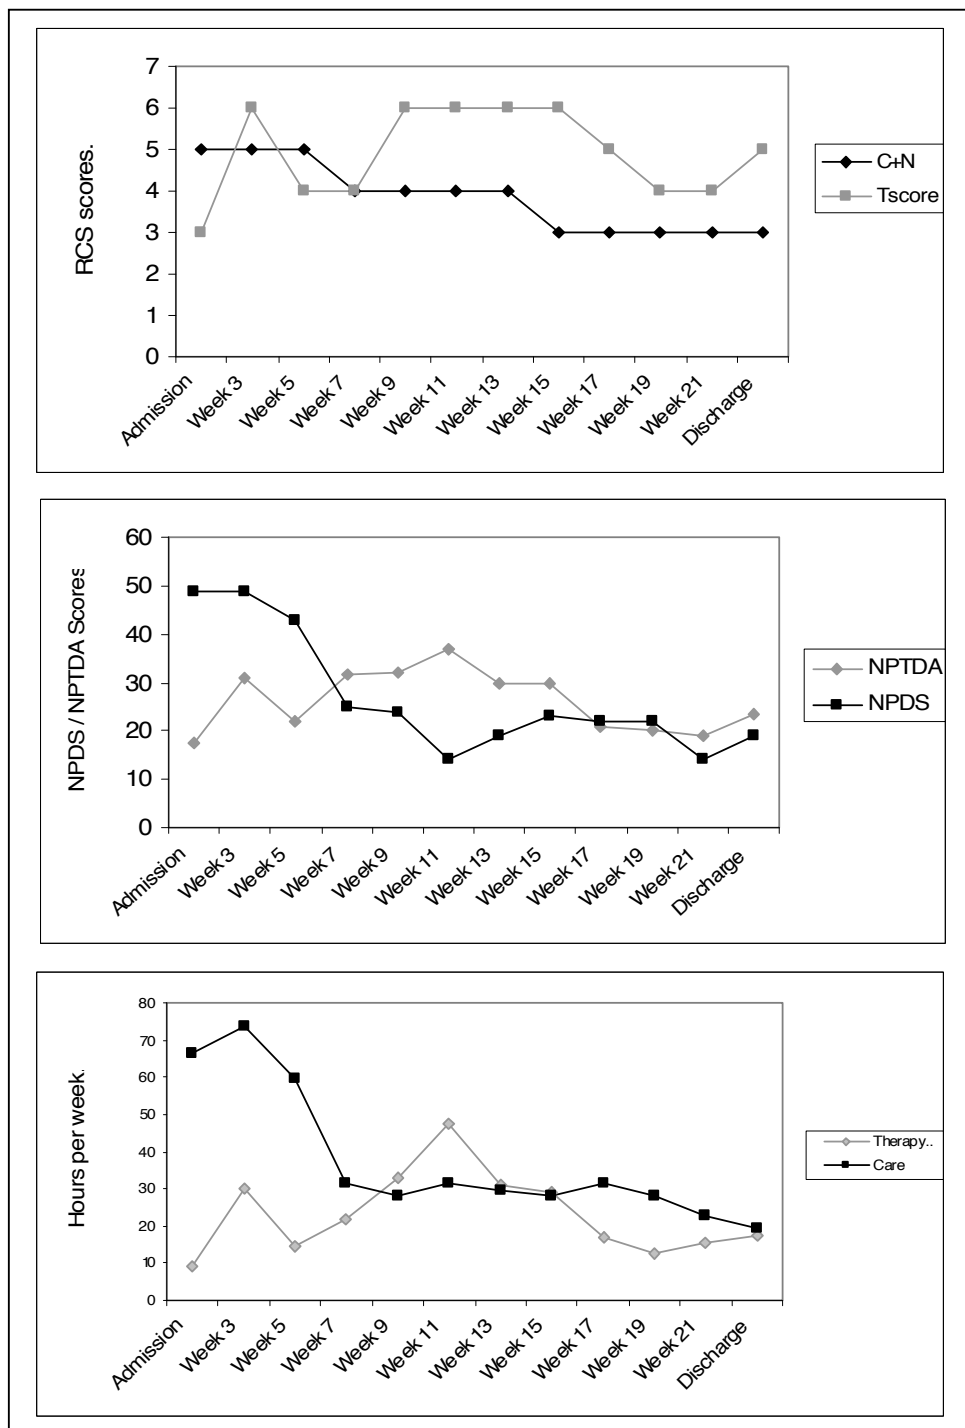 RCS scores.
7
6
5
4
3
2
1
0
Admission
Week 3
Week 5
Week 7
Week 9
Week 11
Week 13
Week 15
Week 17
Week 19
Week 21
Discharge
C+N
Tscore
NPDS / NPTDA Scores
60
50
40
30
20
10
0
Admission
Week 3
Week 5
Week 7
Week 9
Week 11
Week 13
Week 15
Week 17
Week 19
Week 21
Discharge
NPTDA
NPDS
Hours per week.
80
70
60
50
40
30
20
10
0
Admission
Week 3
Week 5
Week 7
Week 9
Week 11
Week 13
Week 15
Week 17
Week 19
Week 21
Discharge
Therapy..
Care